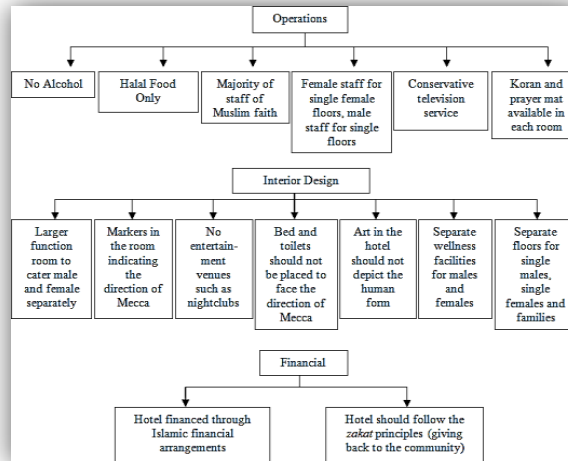 Operations
No Alcohol
Halal Food
Only
Majority of
staff of
Muslim faith
Female staff for
single female
floors, male
staff for single
floors
Conservative
television
service
Koran and
prayer mat
available in
each room
Interior Design
Larger
function
room to
cater male
and female
separately
Markers in
the room
indicating
the
direction of
Mecca
No
entertain-
ment
venues
such as
nightclubs
Bed and
toilets
should not
be placed to
face the
direction of
Mecca
Art in the
hotel
should not
depict the
human
form
Separate
wellness
facilities
for males
and
females
Separate
floors for
single
males,
single
females and
families
Financial
Hotel financed through
Islamic financial
arrangements
Hotel should follow the
zakat principles (giving
back to the community)